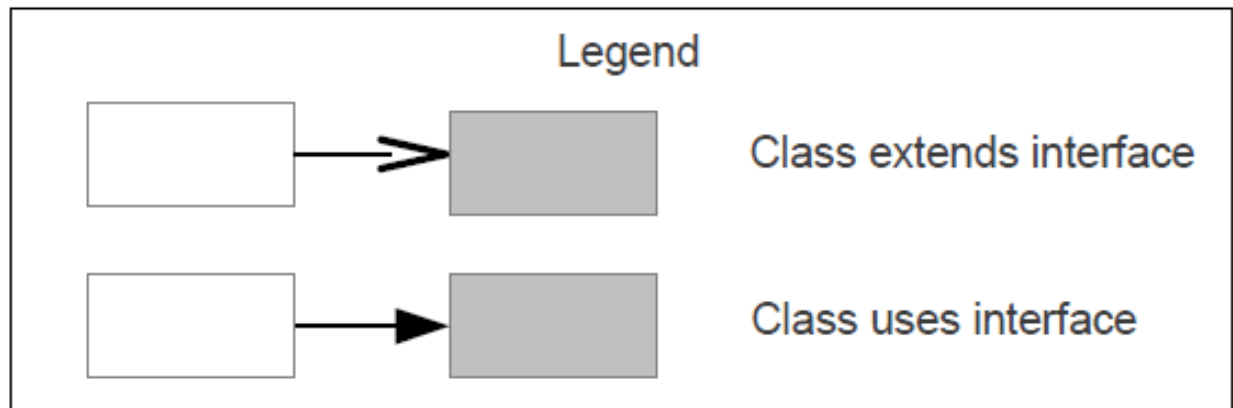 Legend
Class extends interface
Class uses interface